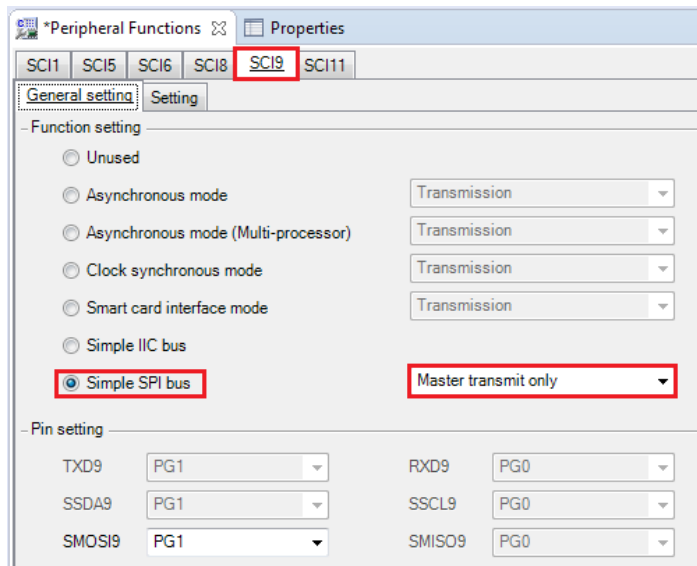 *Peripheral Functions Properties
SCI1 SCI5 SCI6 SCI8 SCI9 SCI11
General setting Setting
Function setting
Unused
Asynchronous mode Transmission
Asynchronous mode (Multi-processor) Transmission
Clock synchronous mode Transmission
Smart card interface mode Transmission
Simple IIC bus
Simple SPI bus Master transmit only
Pin setting
TXD9 PG1 RXD9 PG0
SSDA9 PG1 SSCL9 PG0
SMOSI9 PG1 SMISO9 PG0